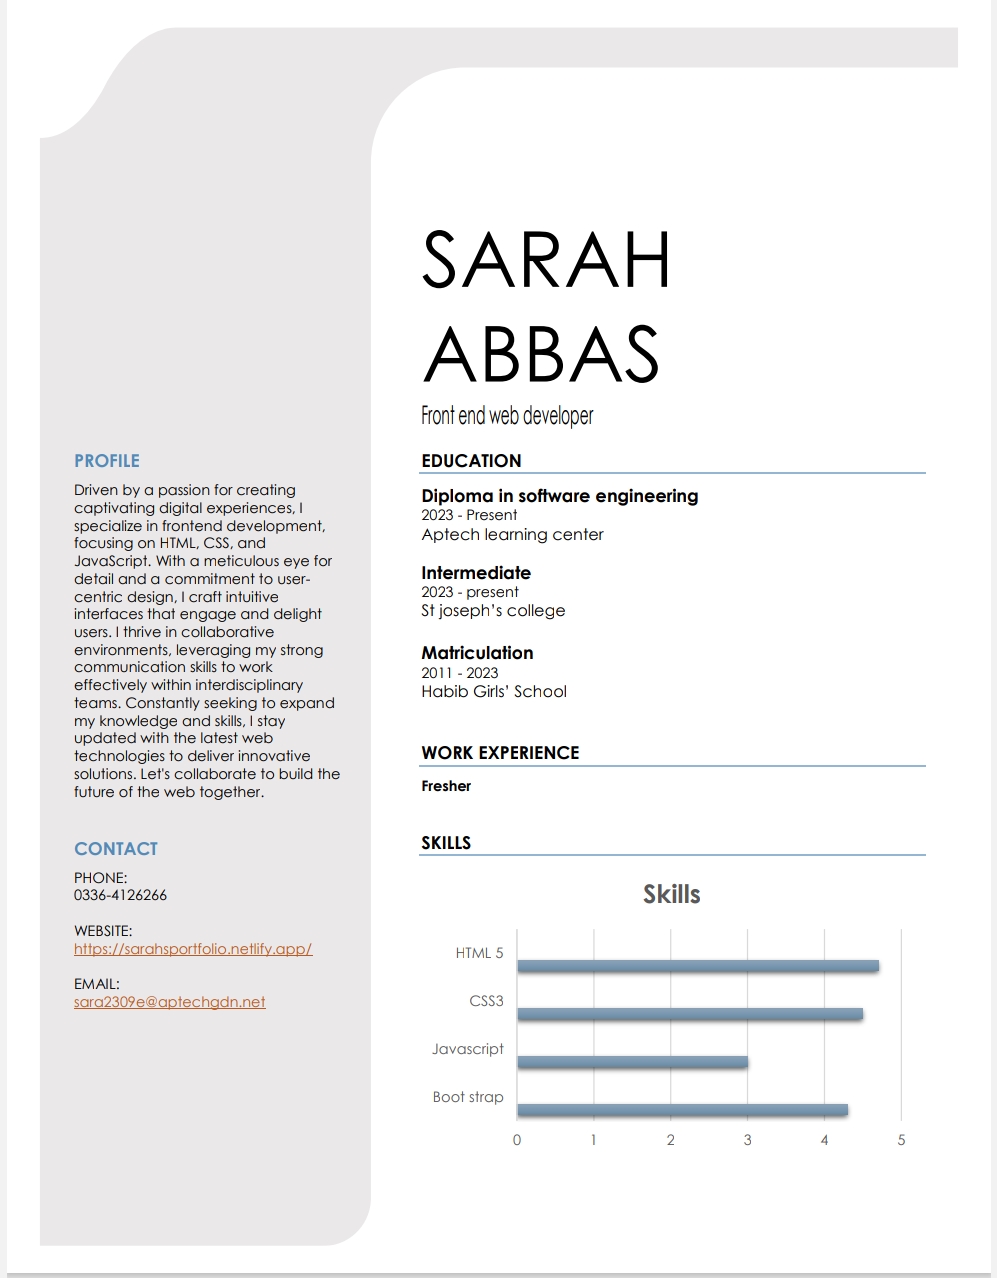 SARAH
ABBAS
Front end web developer
PROFILE
Driven by a passion for creating
captivating digital experiences, I
specialize in frontend development,
focusing on HTML, CSS, and
JavaScript. With a meticulous eye for
detail and a commitment to user-
centric design, I craft intuitive
interfaces that engage and delight
users. I thrive in collaborative
environments, leveraging my strong
communication skills to work
effectively within interdisciplinary
teams. Constantly seeking to expand
my knowledge and skills, I stay
updated with the latest web
technologies to deliver innovative
solutions. Let's collaborate to build the
future of the web together.
CONTACT
PHONE:
0336-4126266
WEBSITE:
https://sarahsportfolio.netlify.app/
EMAIL:
sara2309e@aptechgdn.net
EDUCATION
Diploma in software engineering
2023 - Present
Aptech learning center
Intermediate
2023 - present
St joseph’s college
Matriculation
2011 - 2023
Habib Girls’ School
WORK EXPERIENCE
Fresher
SKILLS
Skills
HTML 5
CSS3
Javascript
Boot strap
0 1 2 3 4 5